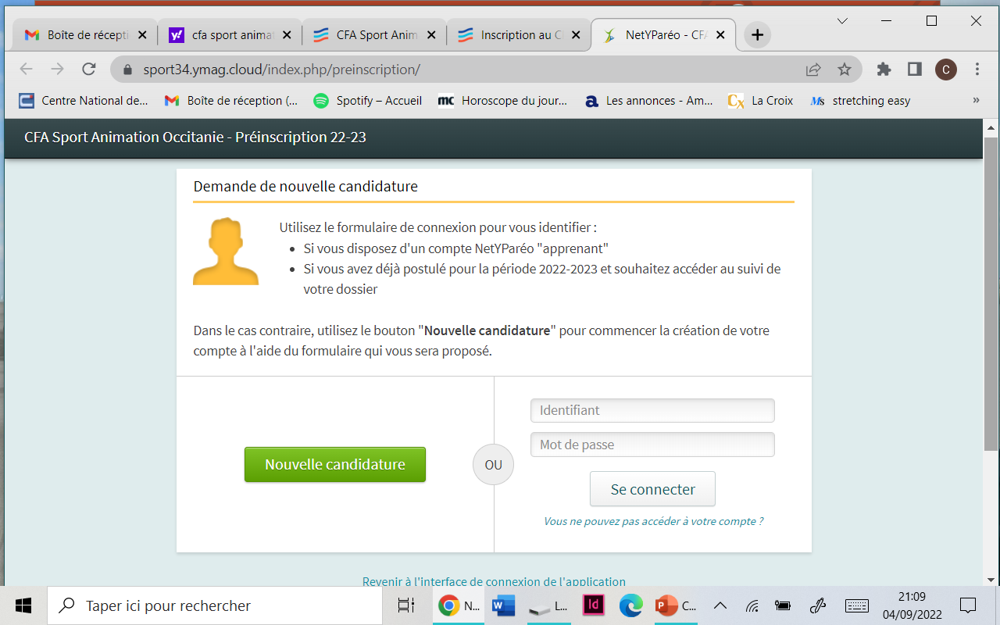 Boîte de récepti
cfa sport animat
CFA Sport Anim
Inscription au C
NetYParéo - CF
sport34.ymag.cloud/index.php/preinscription/
C
Centre National de...
Boîte de réception (...
Spotify – Accueil
mc Horoscope du jour...
a Les annonces - Am...
Cx La Croix
Ms stretching easy
»
CFA Sport Animation Occitanie - Préinscription 22-23
Demande de nouvelle candidature
Utilisez le formulaire de connexion pour vous identifier :
• Si vous disposez d'un compte NetYParéo "apprenant"
• Si vous avez déjà postulé pour la période 2022-2023 et souhaitez accéder au suivi de
votre dossier
Dans le cas contraire, utilisez le bouton "Nouvelle candidature" pour commencer la création de votre
compte à l'aide du formulaire qui vous sera proposé.
Identifiant
Mot de passe
Nouvelle candidature
OU
Se connecter
Vous ne pouvez pas accéder à votre compte ?
Revenir à l'interface de connexion de l'application
Taper ici pour rechercher
N...
L...
Id
C...
21:09
04/09/2022